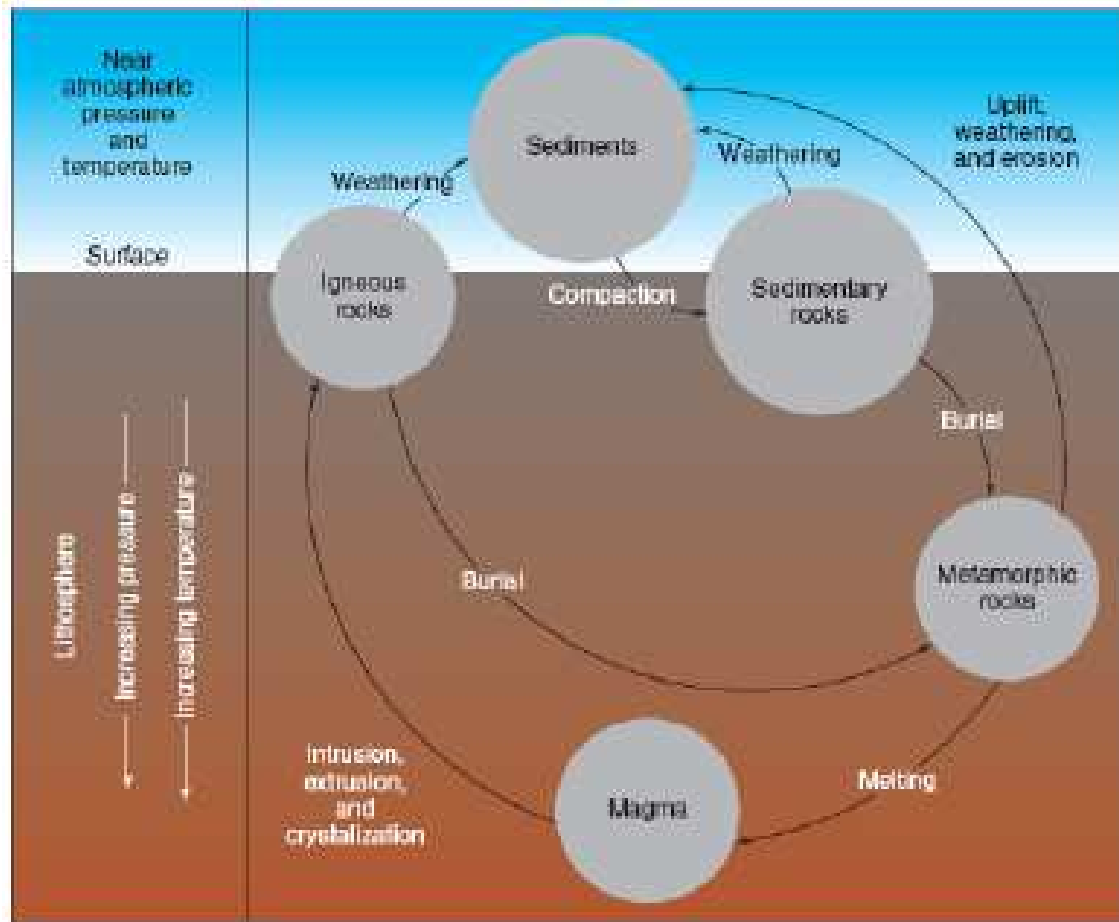 Near
atmospheric
pressure
and
temperature
Surface
Lithosphere
Increasing pressure
Increasing temperature
Sediments
Weathering
Weathering
Uplift,
weathering,
and erosion
Igneous
rocks
Compaction
Sedimentary
rocks
Burial
Burial
Metamorphic
rocks
Intrusion,
extrusion,
and
crystalization
Magma
Melting